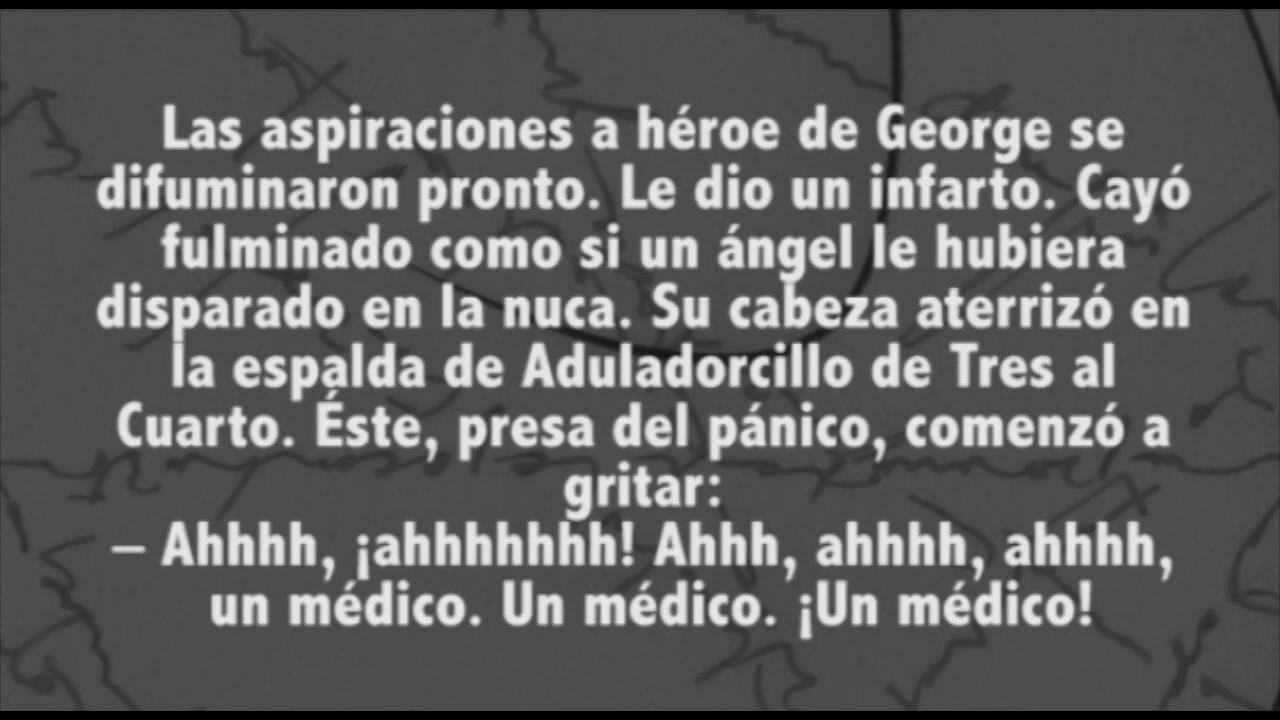 Las aspiraciones a héroe de George se
difuminaron pronto. Le dio un infarto. Cayó
fulminado como si un ángel le hubiera
disparado en la nuca. Su cabeza aterrizó en
la espalda de Aduladorcillo de Tres al
Cuarto. Éste, presa del pánico, comenzó a
gritar:
– Ahhhh, ¡ahhhhhhhh! Ahhh, ahhhh, ahhhh,
un médico. Un médico. ¡Un médico!